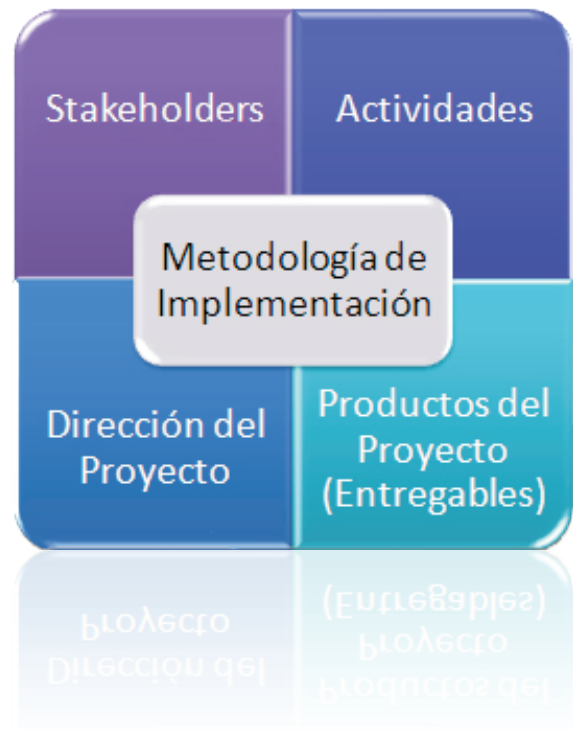 Stakeholders
Actividades
Metodología de
Implementación
Dirección del
Proyecto
Productos del
Proyecto
(Entregables)